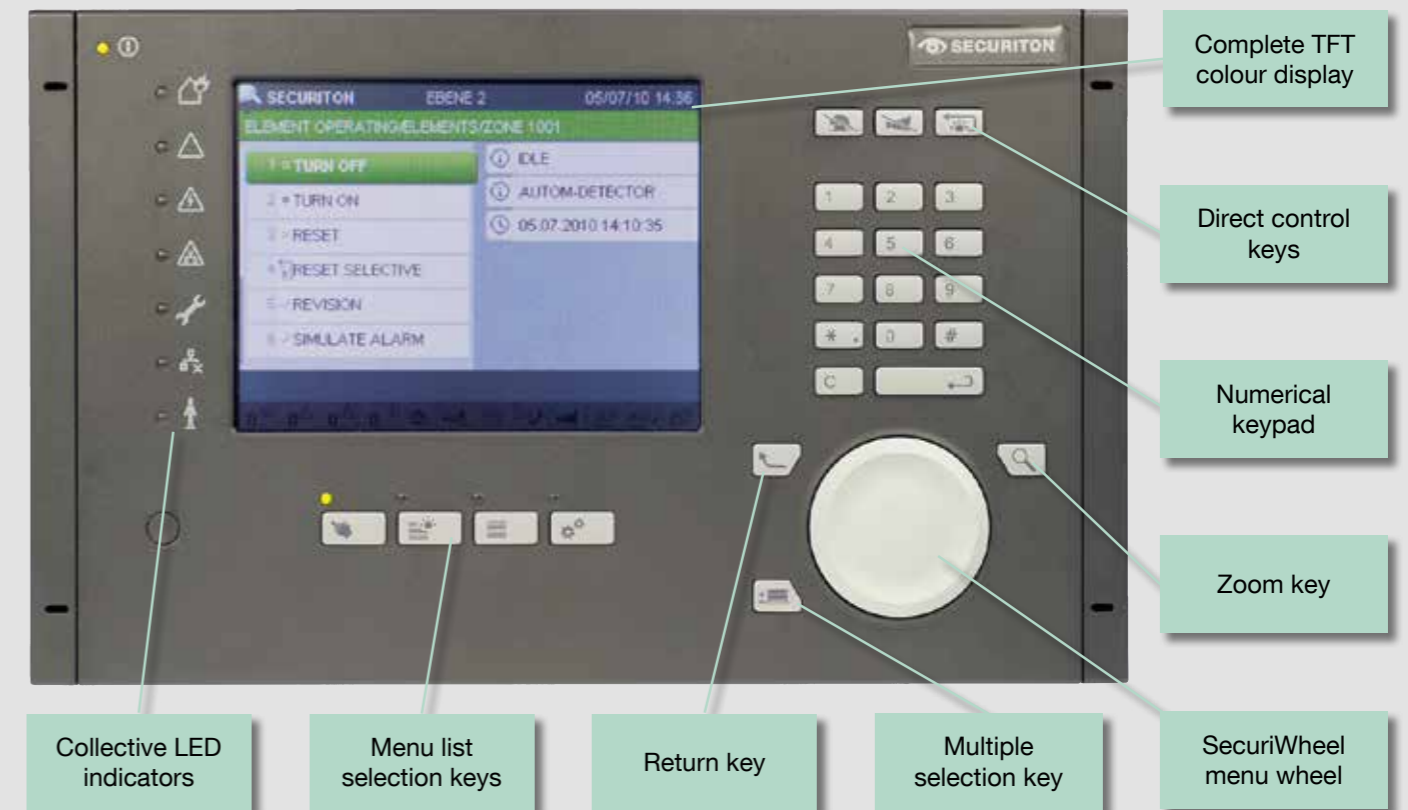 SECURITON
Complete TFT
colour display
SECURITON EBENE 2 05/07/10 14:36
ELEMENT OPERATING/ELEMENTS/ZONE 1001
1 TURN OFF
2 TURN ON
3 RESET
RESET SELECTIVE
REVISION
SIMULATE ALARM
IDLE
AUTOM-DETECTOR
05.07.2010 14:10:35
Direct control
keys
1 2 3
4 5 6
7 8 9
* . 0 #
C
Numerical
keypad
Zoom key
Collective LED
indicators
Menu list
selection keys
Return key
Multiple
selection key
SecuriWheel
menu wheel